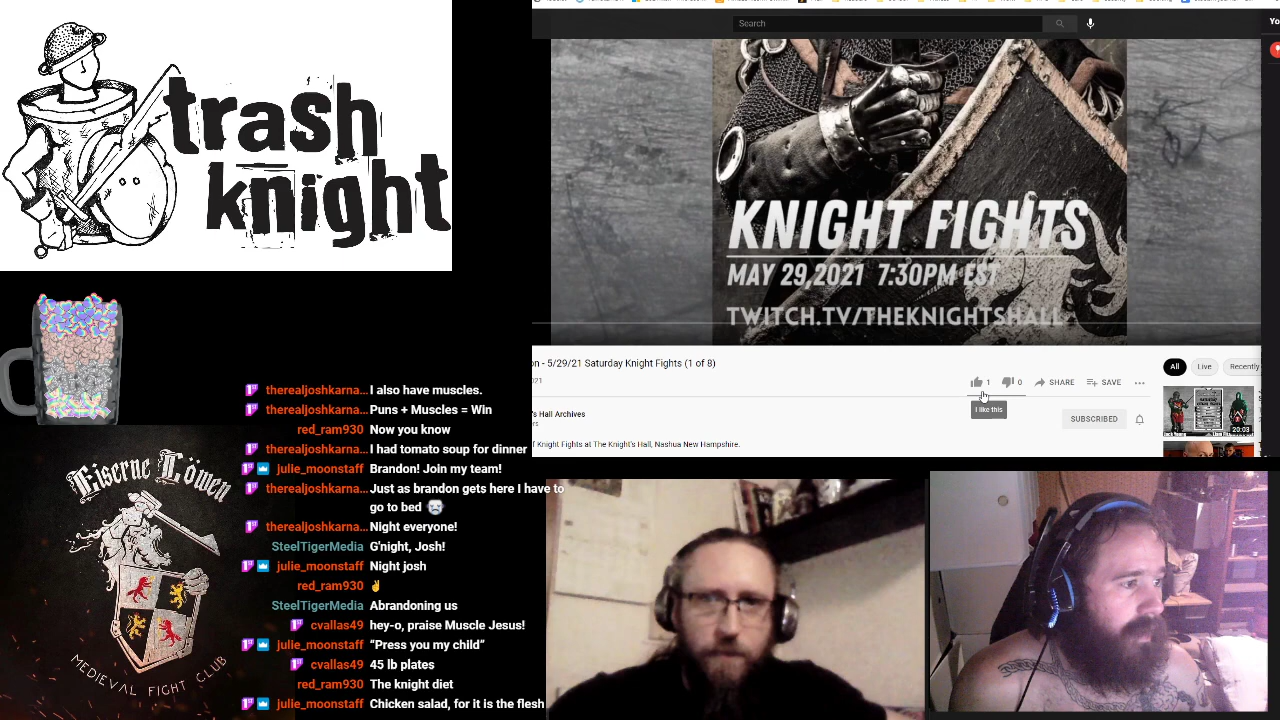 trash
knight
Search
KNIGHT FIGHTS
MAY 29,2021 7:30PM EST
TWITCH.TV/THEKNIGHTSHALL
on - 5/29/21 Saturday Knight Fights (1 of 8)
021
1
0
SHARE
SAVE
I like this
's Hall Archives
rs
SUBSCRIBED
f Knight Fights at The Knight's Hall, Nashua New Hampshire.
All
Live
Recently
20:03
Yo
therealjoshkarna... I also have muscles.
therealjoshkarna... Puns + Muscles = Win
red_ram930 Now you know
therealjoshkarna... I had tomato soup for dinner
julie_moonstaff Brandon! Join my team!
therealjoshkarna... Just as brandon gets here I have to
go to bed
therealjoshkarna... Night everyone!
SteelTigerMedia G'night, Josh!
julie_moonstaff Night josh
red_ram930 ✌
SteelTigerMedia Abrandoning us
cvallas49 hey-o, praise Muscle Jesus!
julie_moonstaff “Press you my child”
cvallas49 45 lb plates
red_ram930 The knight diet
julie_moonstaff Chicken salad, for it is the flesh
Eiserne Löwen
MEDIEVAL FIGHT CLUB